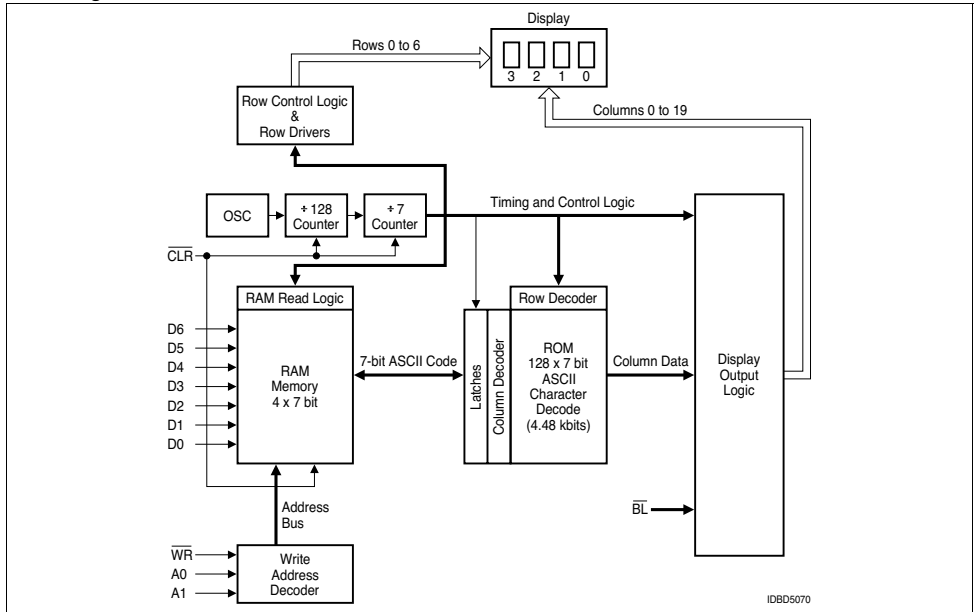 Display
Rows 0 to 6
3 2 1 0
Row Control Logic
&
Row Drivers
Columns 0 to 19
OSC
÷ 128
Counter
÷ 7
Counter
Timing and Control Logic
CLR
RAM Read Logic
Row Decoder
D6
D5
D4
D3
D2
D1
D0
RAM
Memory
4 x 7 bit
7-bit ASCII Code
Latches
Column Decoder
ROM
128 x 7 bit
ASCII
Character
Decode
(4.48 kbits)
Column Data
Display
Output
Logic
Address
Bus
BL
WR
A0
A1
Write
Address
Decoder
IDBD5070